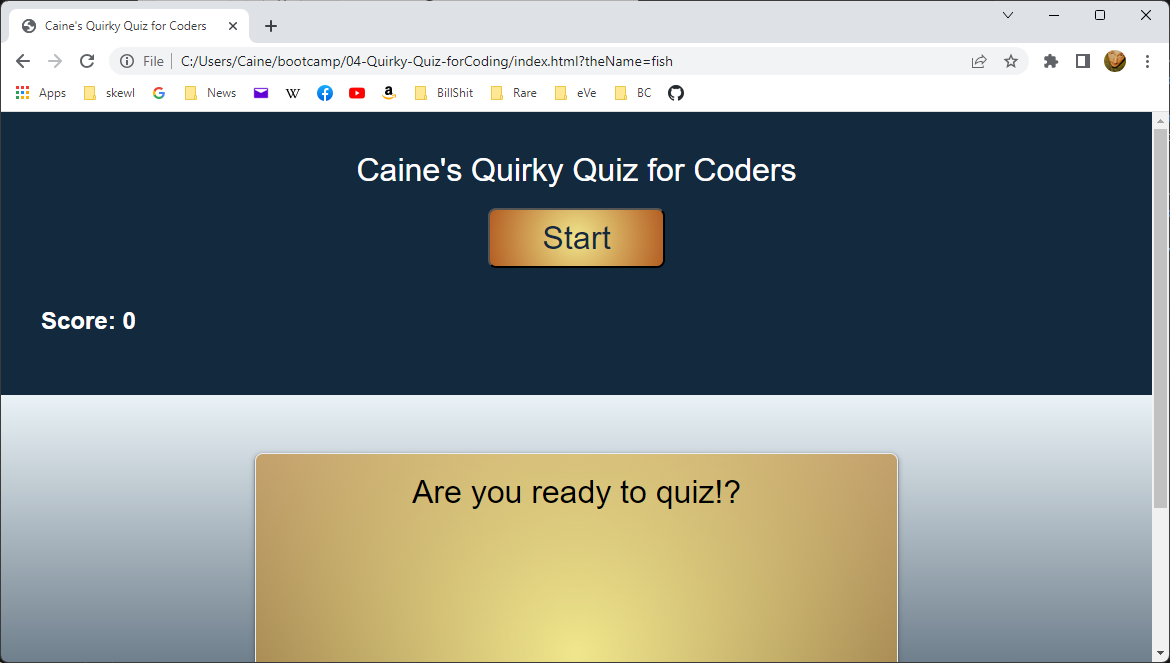 Caine's Quirky Quiz for Coders
File C:/Users/Caine/bootcamp/04-Quirky-Quiz-forCoding/index.html?theName=fish
Apps skewl G News W f a BillShit Rare eVe BC
Caine's Quirky Quiz for Coders
Start
Score: 0
Are you ready to quiz!?